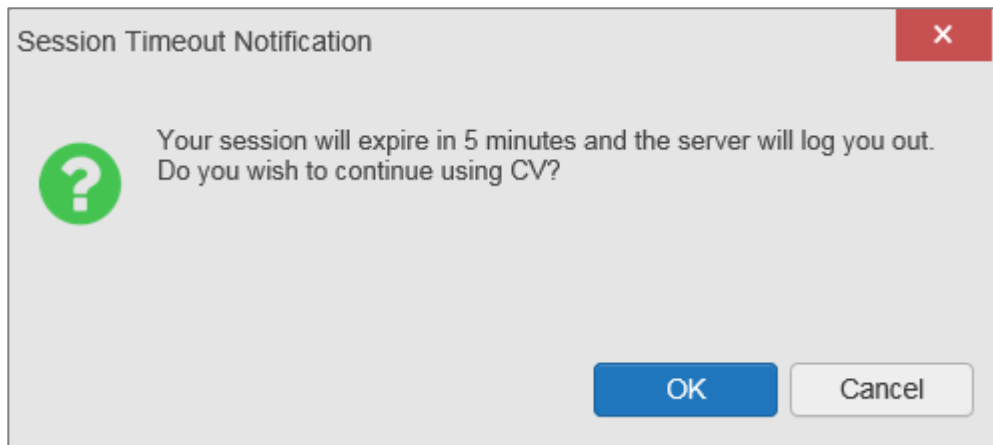 Session Timeout Notification
Your session will expire in 5 minutes and the server will log you out.
Do you wish to continue using CV?
OK
Cancel